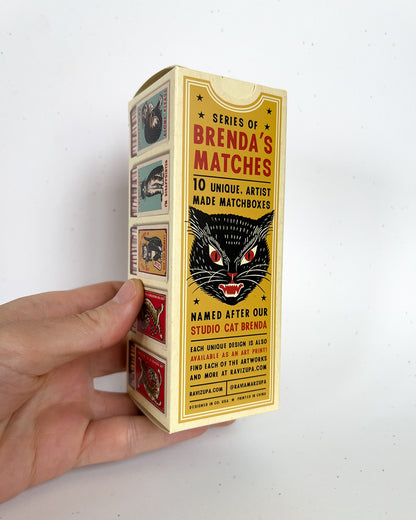 SERIES OF
BRENDA'S
MATCHES
10 UNIQUE, ARTIST
MADE MATCHBOXES
NAMED AFTER OUR
STUDIO CAT BRENDA
EACH UNIQUE DESIGN IS ALSO
AVAILABLE AS AN ART PRINT!
FIND EACH OF THE ARTWORKS
AND MORE AT RAVIZUPA.COM
RAVIZUPA.COM @RAVIAMARZUPA
DESIGNED IN CO, USA ★ PRINTED IN CHINA